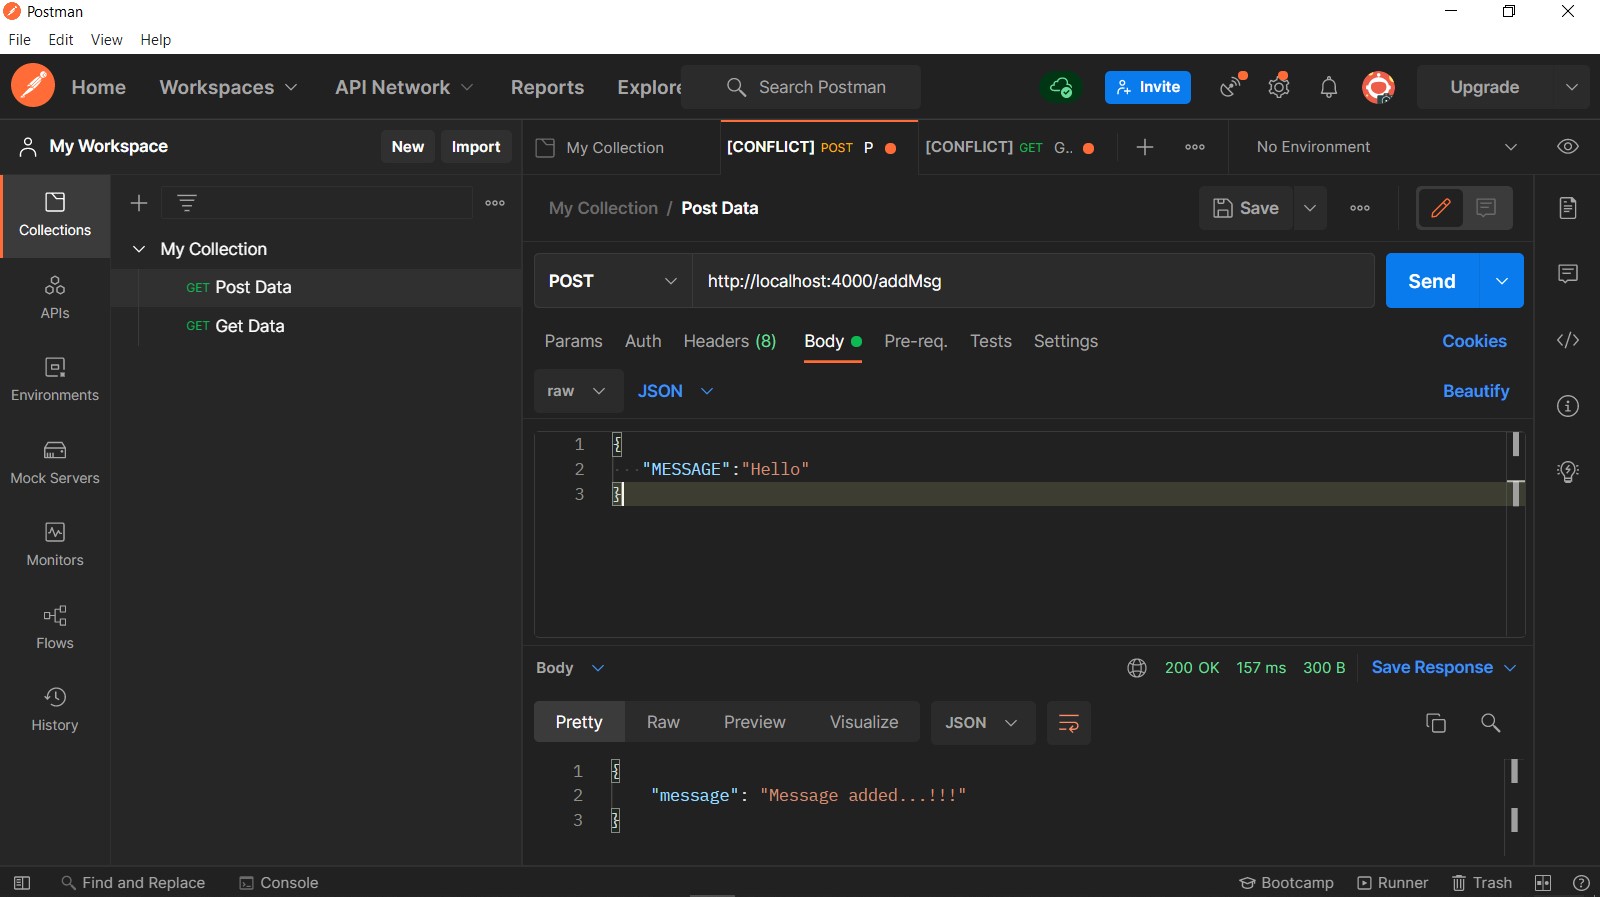 Postman
File Edit View Help
Home Workspaces API Network Reports Explore Search Postman Invite Upgrade
My Workspace New Import My Collection [CONFLICT] POST P [CONFLICT] GET G.. No Environment
Collections
My Collection / Post Data Save
My Collection
GET Post Data
GET Get Data
APIs
Environments
Mock Servers
Monitors
Flows
History
POST http://localhost:4000/addMsg Send
Params Auth Headers (8) Body Pre-req. Tests Settings Cookies
raw JSON Beautify
1 {
2 "MESSAGE":"Hello"
3 }
Body 200 OK 157 ms 300 B Save Response
Pretty Raw Preview Visualize JSON
1 {
2 "message": "Message added...!!!"
3 }
Find and Replace Console Bootcamp Runner Trash